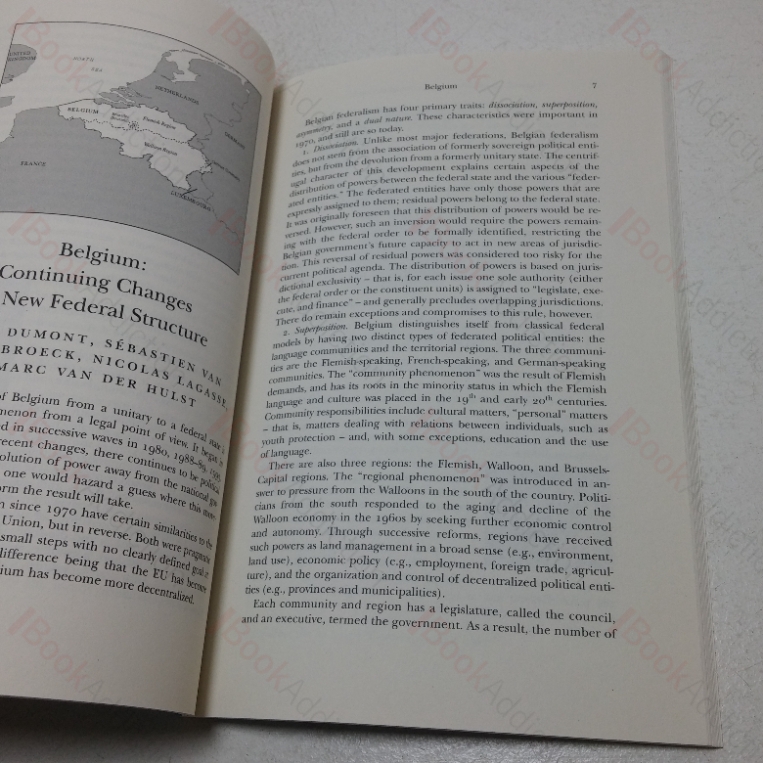 UNITED
KINGDOM
NORTH
SEA
NETHERLANDS
BELGIUM
Flemish Region
Walloon Region
GERMANY
FRANCE
LUXEMBOURG
Belgium:
Continuing Changes
New Federal Structure
DUMONT, SÉBASTIEN VAN
BROECK, NICOLAS LAGASSE,
MARC VAN DER HULST
of Belgium from a unitary to a federal state
menon from a legal point of view. It began in
ed in successive waves in 1980, 1988–89, 1993
recent changes, there continues to be political
olution of power away from the national gov
one would hazard a guess where this
orm the result will take.
n since 1970 have certain similarities to the
Union, but in reverse. Both were pragmatic
small steps with no clearly defined goal
difference being that the EU has become
ium has become more decentralized.
Belgium 7
Belgian federalism has four primary traits: dissociation, superposition,
asymmetry, and a dual nature. These characteristics were important in
1970, and still are so today.
1. Dissociation. Unlike most major federations, Belgian federalism
does not stem from the association of formerly sovereign political enti-
ties, but from the devolution from a formerly unitary state. The centrif-
ugal character of this development explains certain aspects of the
distribution of powers between the federal state and the various "feder-
ated entities." The federated entities have only those powers that are
expressly assigned to them; residual powers belong to the federal state.
It was originally foreseen that this distribution of powers would be re-
versed. However, such an inversion would require the powers remain-
ing with the federal order to be formally identified, restricting the
Belgian government's future capacity to act in new areas of jurisdic-
tion. This reversal of residual powers was considered too risky for the
current political agenda. The distribution of powers is based on juris-
dictional exclusivity – that is, for each issue one sole authority (either
the federal order or the constituent units) is assigned to "legislate, exe-
cute, and finance" – and generally precludes overlapping jurisdictions.
There do remain exceptions and compromises to this rule, however.
2. Superposition. Belgium distinguishes itself from classical federal
models by having two distinct types of federated political entities: the
language communities and the territorial regions. The three communi-
ties are the Flemish-speaking, French-speaking, and German-speaking
communities. The "community phenomenon" was the result of Flemish
demands, and has its roots in the minority status in which the Flemish
language and culture was placed in the 19th and early 20th centuries.
Community responsibilities include cultural matters, "personal" matters
– that is, matters dealing with relations between individuals, such as
youth protection – and, with some exceptions, education and the use
of language.
There are also three regions: the Flemish, Walloon, and Brussels-
Capital regions. The "regional phenomenon" was introduced in an-
swer to pressure from the Walloons in the south of the country. Politi-
cians from the south responded to the aging and decline of the
Walloon economy in the 1960s by seeking further economic control
and autonomy. Through successive reforms, regions have received
such powers as land management in a broad sense (e.g., environment,
land use), economic policy (e.g., employment, foreign trade, agricul-
ture), and the organization and control of decentralized political enti-
ties (e.g., provinces and municipalities).
Each community and region has a legislature, called the council,
and an executive, termed the government. As a result, the number of